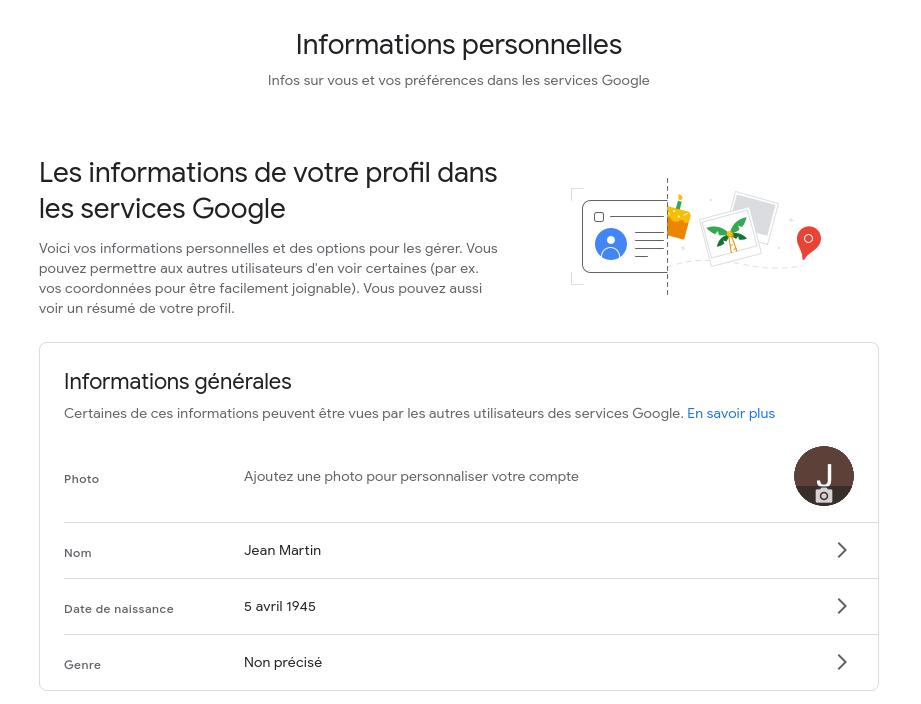 Informations personnelles
Infos sur vous et vos préférences dans les services Google
Les informations de votre profil dans
les services Google
Voici vos informations personnelles et des options pour les gérer. Vous
pouvez permettre aux autres utilisateurs d'en voir certaines (par ex.
vos coordonnées pour être facilement joignable). Vous pouvez aussi
voir un résumé de votre profil.
Informations générales
Certaines de ces informations peuvent être vues par les autres utilisateurs des services Google. En savoir plus
Photo Ajoutez une photo pour personnaliser votre compte J
Nom Jean Martin
Date de naissance 5 avril 1945
Genre Non précisé